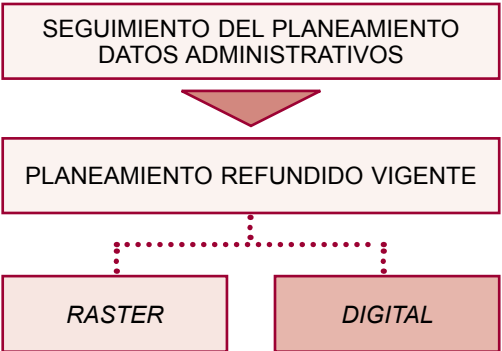 SEGUIMIENTO DEL PLANEAMIENTO
DATOS ADMINISTRATIVOS
PLANEAMIENTO REFUNDIDO VIGENTE
RASTER
DIGITAL